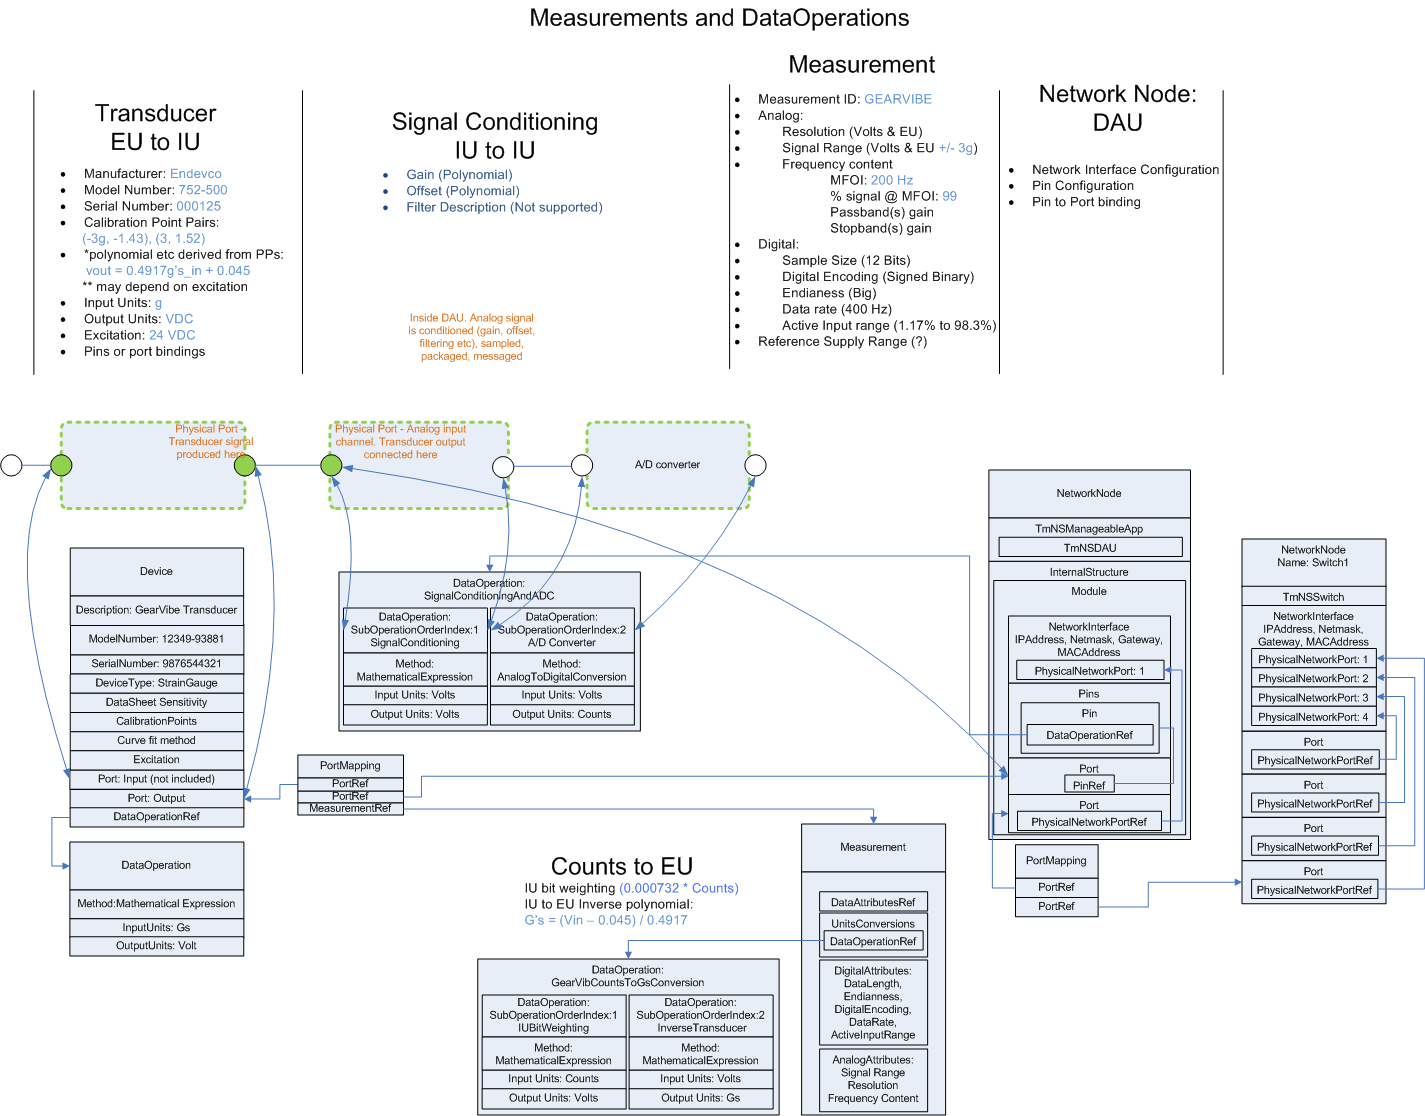 Measurements and DataOperations
Transducer
EU to IU
Manufacturer: Endevco
Model Number: 752-500
Serial Number: 000125
Calibration Point Pairs:
(-3g, -1.43), (3, 1.52)
*polynomial etc derived from PPs:
vout = 0.4917g's_in + 0.045
** may depend on excitation
Input Units: g
Output Units: VDC
Excitation: 24 VDC
Pins or port bindings
Signal Conditioning
IU to IU
Gain (Polynomial)
Offset (Polynomial)
Filter Description (Not supported)
Inside DAU. Analog signal
is conditioned (gain, offset,
filtering etc), sampled,
packaged, messaged
Measurement
Measurement ID: GEARVIBE
Analog:
Resolution (Volts & EU)
Signal Range (Volts & EU +/- 3g)
Frequency content
MFOI: 200 Hz
% signal @ MFOI: 99
Passband(s) gain
Stopband(s) gain
Digital:
Sample Size (12 Bits)
Digital Encoding (Signed Binary)
Endianess (Big)
Data rate (400 Hz)
Active Input range (1.17% to 98.3%)
Reference Supply Range (?)
Network Node:
DAU
Network Interface Configuration
Pin Configuration
Pin to Port binding
Physical Port –
Transducer signal
produced here
Physical Port - Analog input
channel. Transducer output
connected here
A/D converter
Device
Description: GearVibe Transducer
ModelNumber: 12349-93881
SerialNumber: 9876544321
DeviceType: StrainGauge
DataSheet Sensitivity
CalibrationPoints
Curve fit method
Excitation
Port: Input (not included)
Port: Output
DataOperationRef
DataOperation
Method:Mathematical Expression
InputUnits: Gs
OutputUnits: Volt
DataOperation:
SignalConditioningAndADC
DataOperation:
SubOperationOrderIndex:1
SignalConditioning
Method:
MathematicalExpression
Input Units: Volts
Output Units: Volts
DataOperation:
SubOperationOrderIndex:2
A/D Converter
Method:
AnalogToDigitalConversion
Input Units: Volts
Output Units: Counts
PortMapping
PortRef
PortRef
MeasurementRef
Counts to EU
IU bit weighting (0.000732 * Counts)
IU to EU Inverse polynomial:
G's = (Vin – 0.045) / 0.4917
DataOperation:
GearVibCountsToGsConversion
DataOperation:
SubOperationOrderIndex:1
IUBitWeighting
Method:
MathematicalExpression
Input Units: Counts
Output Units: Volts
DataOperation:
SubOperationOrderIndex:2
InverseTransducer
Method:
MathematicalExpression
Input Units: Volts
Output Units: Gs
Measurement
DataAttributesRef
UnitsConversions
DataOperationRef
DigitalAttributes:
DataLength,
Endianness,
DigitalEncoding,
DataRate,
ActiveInputRange
AnalogAttributes:
Signal Range
Resolution
Frequency Content
NetworkNode
TmNSManageableApp
TmNSDAU
InternalStructure
Module
NetworkInterface
IPAddress, Netmask, Gateway,
MACAddress
PhysicalNetworkPort: 1
Pins
Pin
DataOperationRef
Port
PinRef
Port
PhysicalNetworkPortRef
PortMapping
PortRef
PortRef
NetworkNode
Name: Switch1
TmNSSwitch
NetworkInterface
IPAddress, Netmask,
Gateway, MACAddress
PhysicalNetworkPort: 1
PhysicalNetworkPort: 2
PhysicalNetworkPort: 3
PhysicalNetworkPort: 4
Port
PhysicalNetworkPortRef
Port
PhysicalNetworkPortRef
Port
PhysicalNetworkPortRef
Port
PhysicalNetworkPortRef